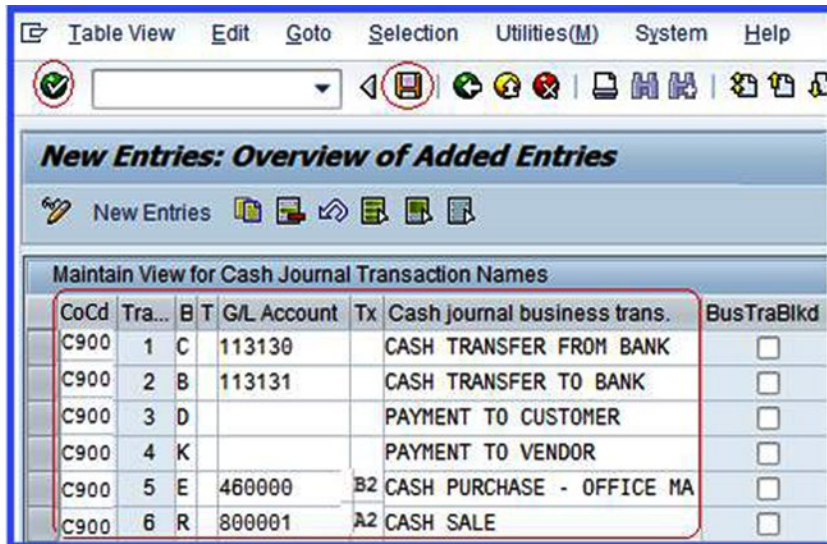 Table View Edit Goto Selection Utilities(M) System Help
New Entries: Overview of Added Entries
New Entries
Maintain View for Cash Journal Transaction Names
CoCd Tra... B T G/L Account Tx Cash journal business trans. BusTraBlkd
C900 1 C 113130 CASH TRANSFER FROM BANK
C900 2 B 113131 CASH TRANSFER TO BANK
C900 3 D PAYMENT TO CUSTOMER
C900 4 K PAYMENT TO VENDOR
C900 5 E 460000 B2 CASH PURCHASE - OFFICE MA
C900 6 R 800001 A2 CASH SALE